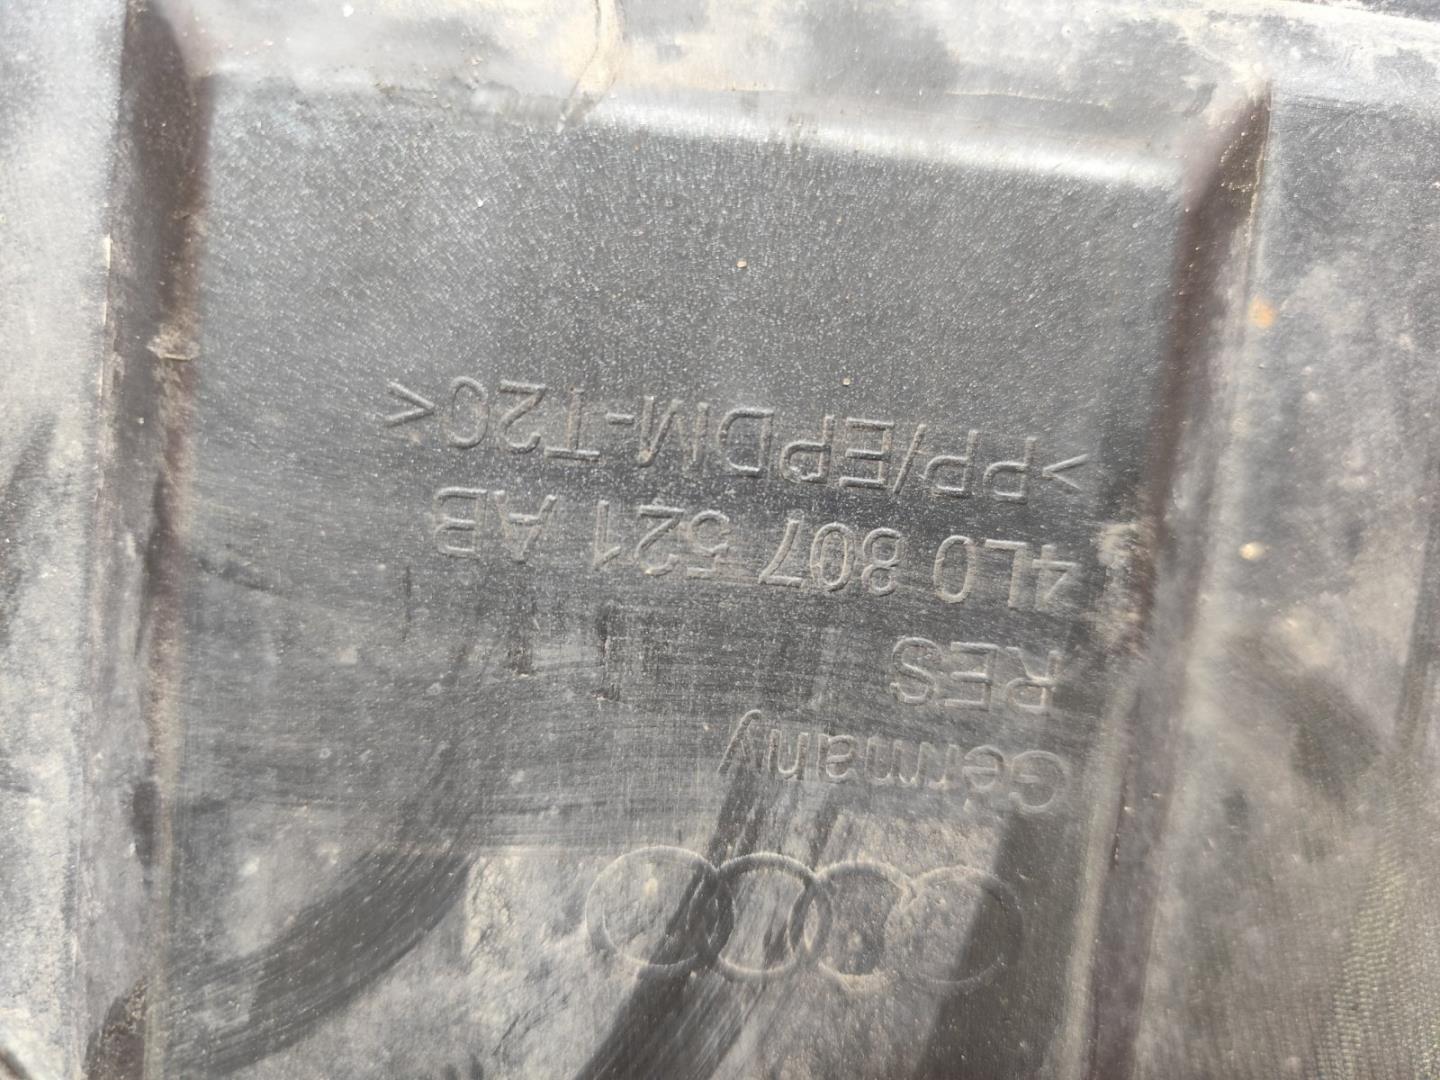 Germany
RES
4L0 807 521 AB
>PP/EPDM-T20<